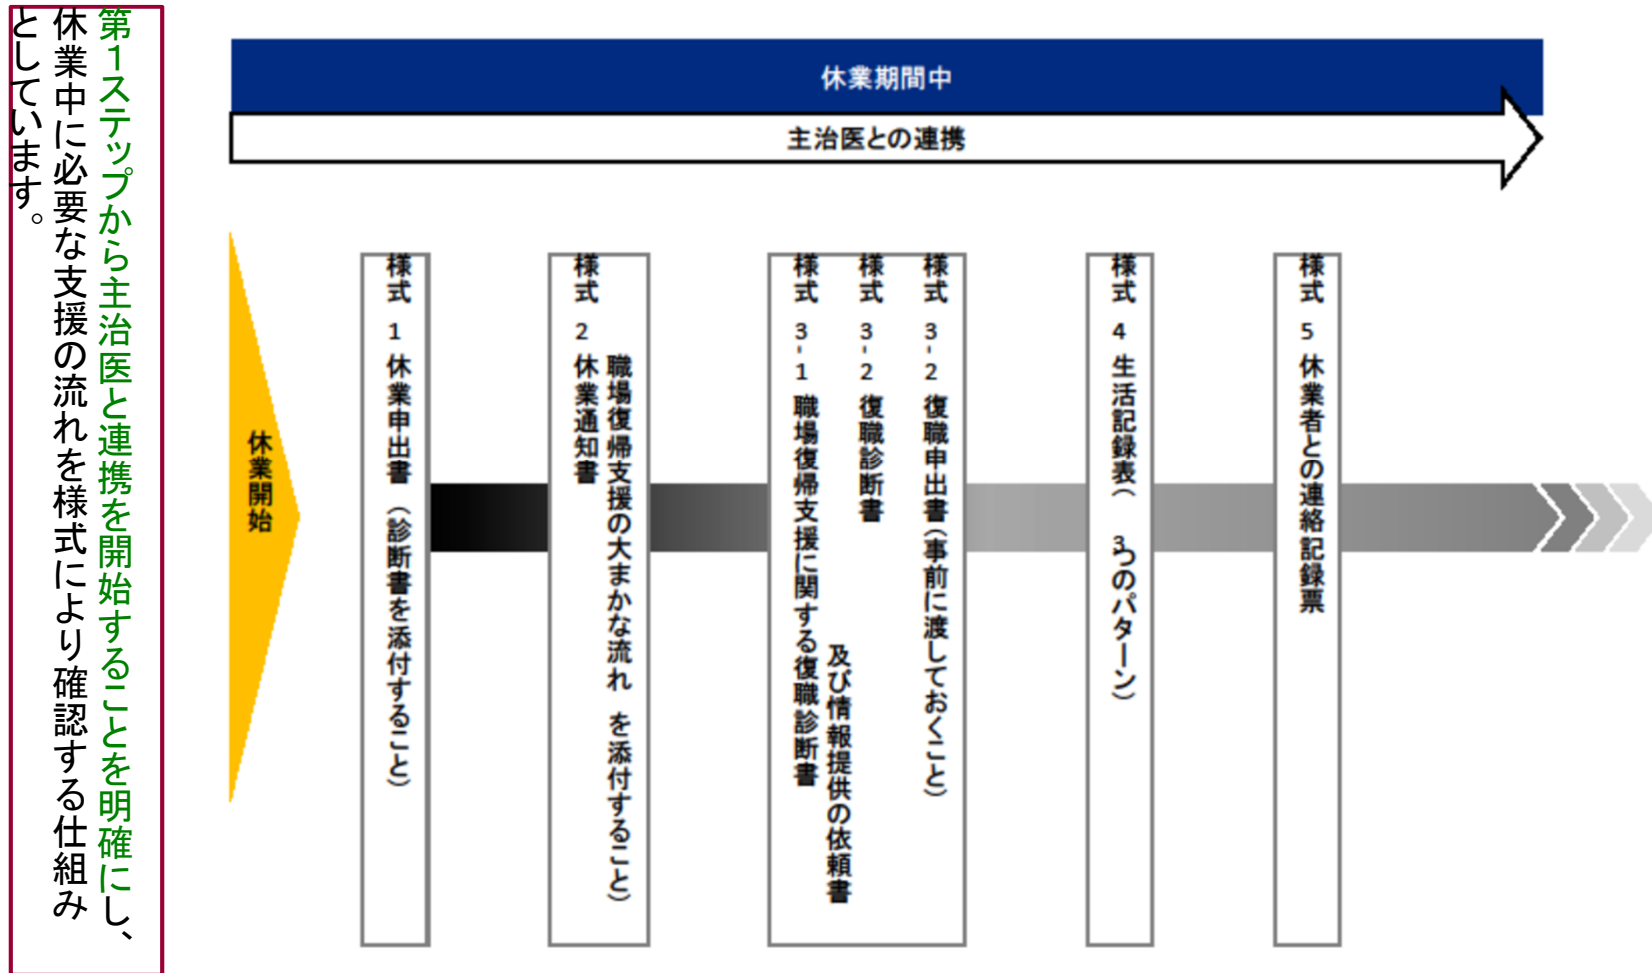 第1ステップから主治医と連携を開始することを明確にし、
休業中に必要な支援の流れを様式により確認する仕組み
としています。
休業期間中
主治医との連携
休業開始
様式 1 休業申出書（診断書を添付すること）
様式 2 休業通知書
職場復帰支援の大まかな流れ を添付すること）
様式 3-1 職場復帰支援に関する復職診断書
及び情報提供の依頼書
様式 3-2 復職診断書
様式 3-2 復職申出書（事前に渡しておくこと）
様式 4 生活記録表（ 3つのパターン）
様式 5 休業者との連絡記録票